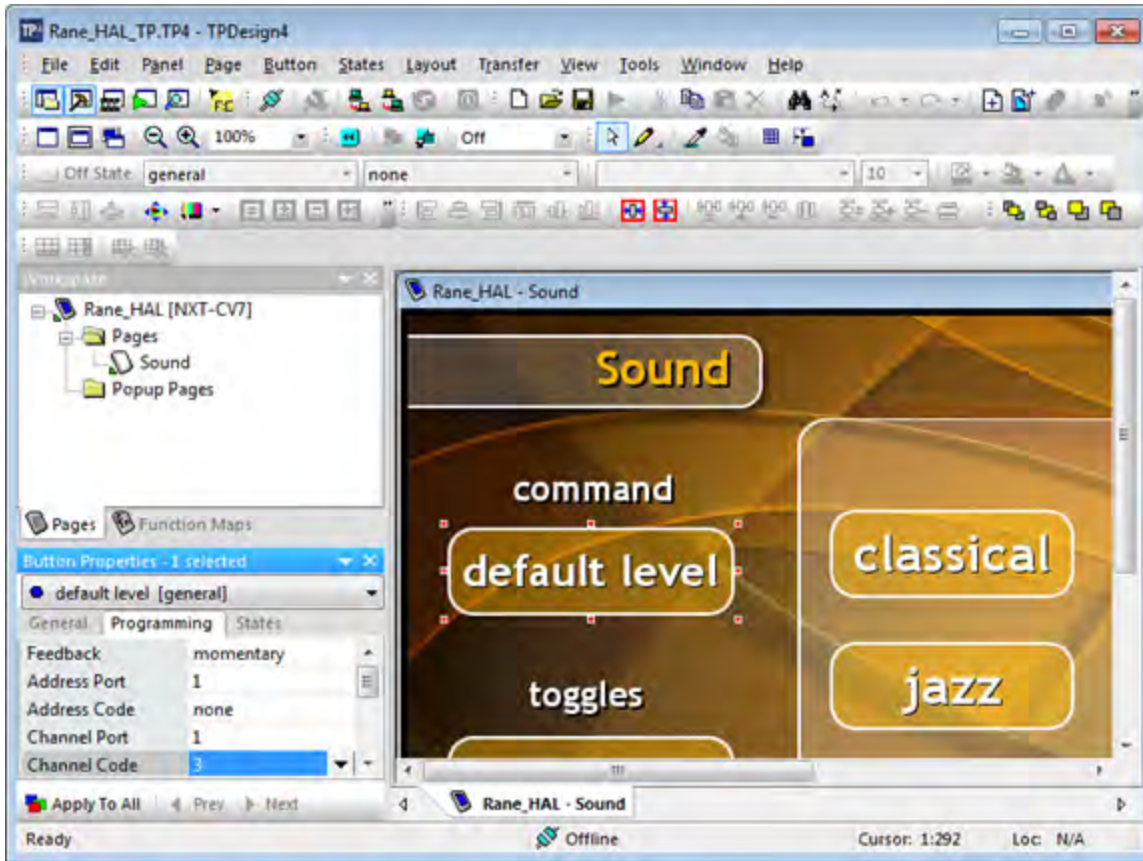 Rane_HAL_TP.TP4 - TPDesign4
File Edit Panel Page Button States Layout Transfer View Tools Window Help
100% Off
Off State general none 10
Workspace
Rane_HAL [NXT-CV7]
Pages
Sound
Popup Pages
Pages Function Maps
Button Properties - 1 selected
default level [general]
General Programming States
Feedback momentary
Address Port 1
Address Code none
Channel Port 1
Channel Code 3
Apply To All Prev Next
Rane_HAL - Sound
Sound
command
default level
toggles
classical
jazz
Rane_HAL - Sound
Ready Offline Cursor: 1:292 Loc: N/A